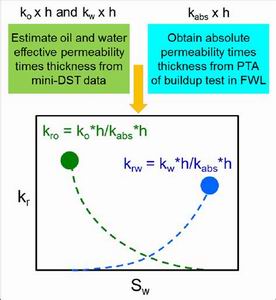 kₒ x h and k_w x h
k_abs x h
Estimate oil and water
effective permeability
times thickness from
mini-DST data
Obtain absolute
permeability times
thickness from PTA
of buildup test in FWL
k_ro = k_o*h/k_abs*h
k_rw = k_w*h/k_abs*h
k_r
S_w